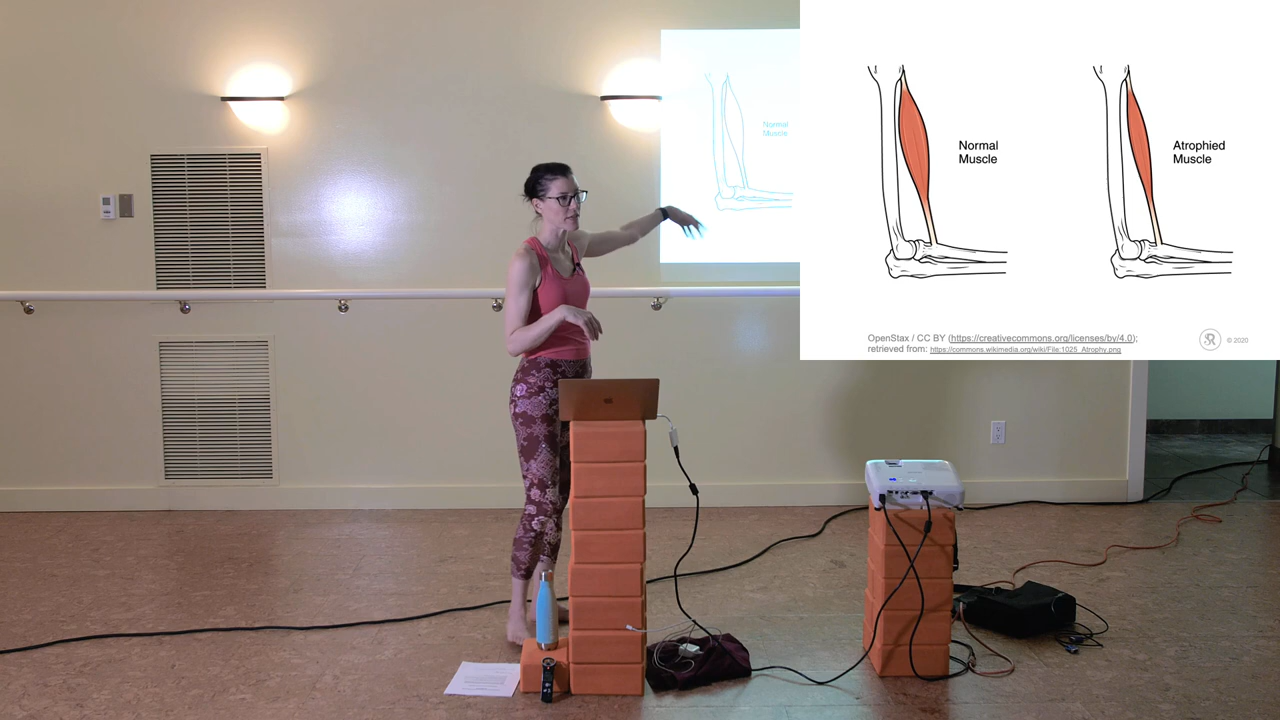 Normal
Muscle
Normal
Muscle
Atrophied
Muscle
OpenStax / CC BY (https://creativecommons.org/licenses/by/4.0);
retrieved from: https://commons.wikimedia.org/wiki/File:1025_Atrophy.png
© 2020